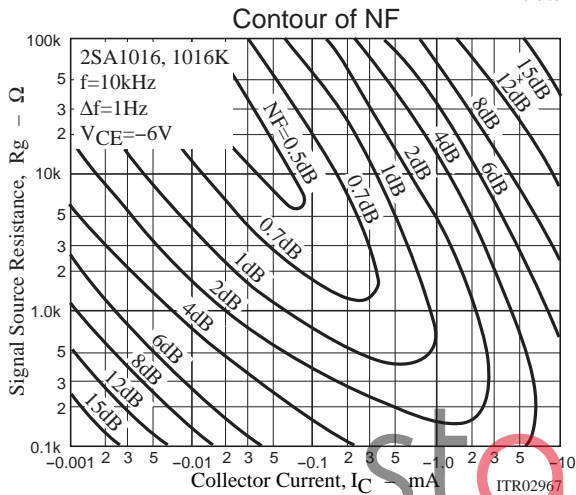 Contour of NF
2SA1016, 1016K
f=10kHz
Δf=1Hz
VCE=−6V
Signal Source Resistance, Rg – Ω
100k
5
3
2
10k
5
3
2
1.0k
5
3
2
0.1k
NF=0.5dB
0.7dB
1dB
2dB
4dB
6dB
8dB
12dB
15dB
0.7dB
1dB
2dB
4dB
6dB
8dB
12dB
15dB
−0.001 2 3 5 −0.01 2 3 5 −0.1 2 3 5 −1.0 2 3 5 −10
Collector Current, IC – mA
ITR02967
st